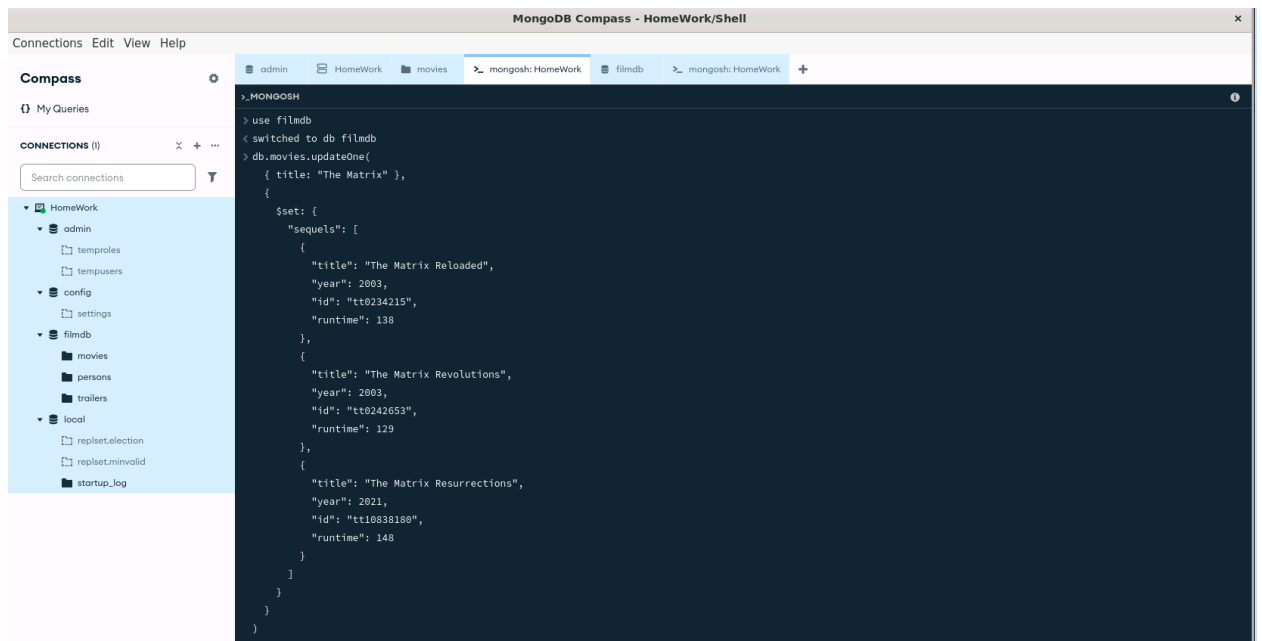 MongoDB Compass - HomeWork/Shell
Connections Edit View Help
Compass
{} My Queries
CONNECTIONS (1)
Search connections
HomeWork
admin
temproles
tempusers
config
settings
filmdb
movies
persons
trailers
local
replset.election
replset.minvalid
startup_log
admin HomeWork movies >_ mongosh: HomeWork filmdb >_ mongosh: HomeWork +
>_MONGOSH
> use filmdb
< switched to db filmdb
> db.movies.updateOne(
{ title: "The Matrix" },
{
$set: {
"sequels": [
{
"title": "The Matrix Reloaded",
"year": 2003,
"id": "tt0234215",
"runtime": 138
},
{
"title": "The Matrix Revolutions",
"year": 2003,
"id": "tt0242653",
"runtime": 129
},
{
"title": "The Matrix Resurrections",
"year": 2021,
"id": "tt10838180",
"runtime": 148
}
]
}
}
)